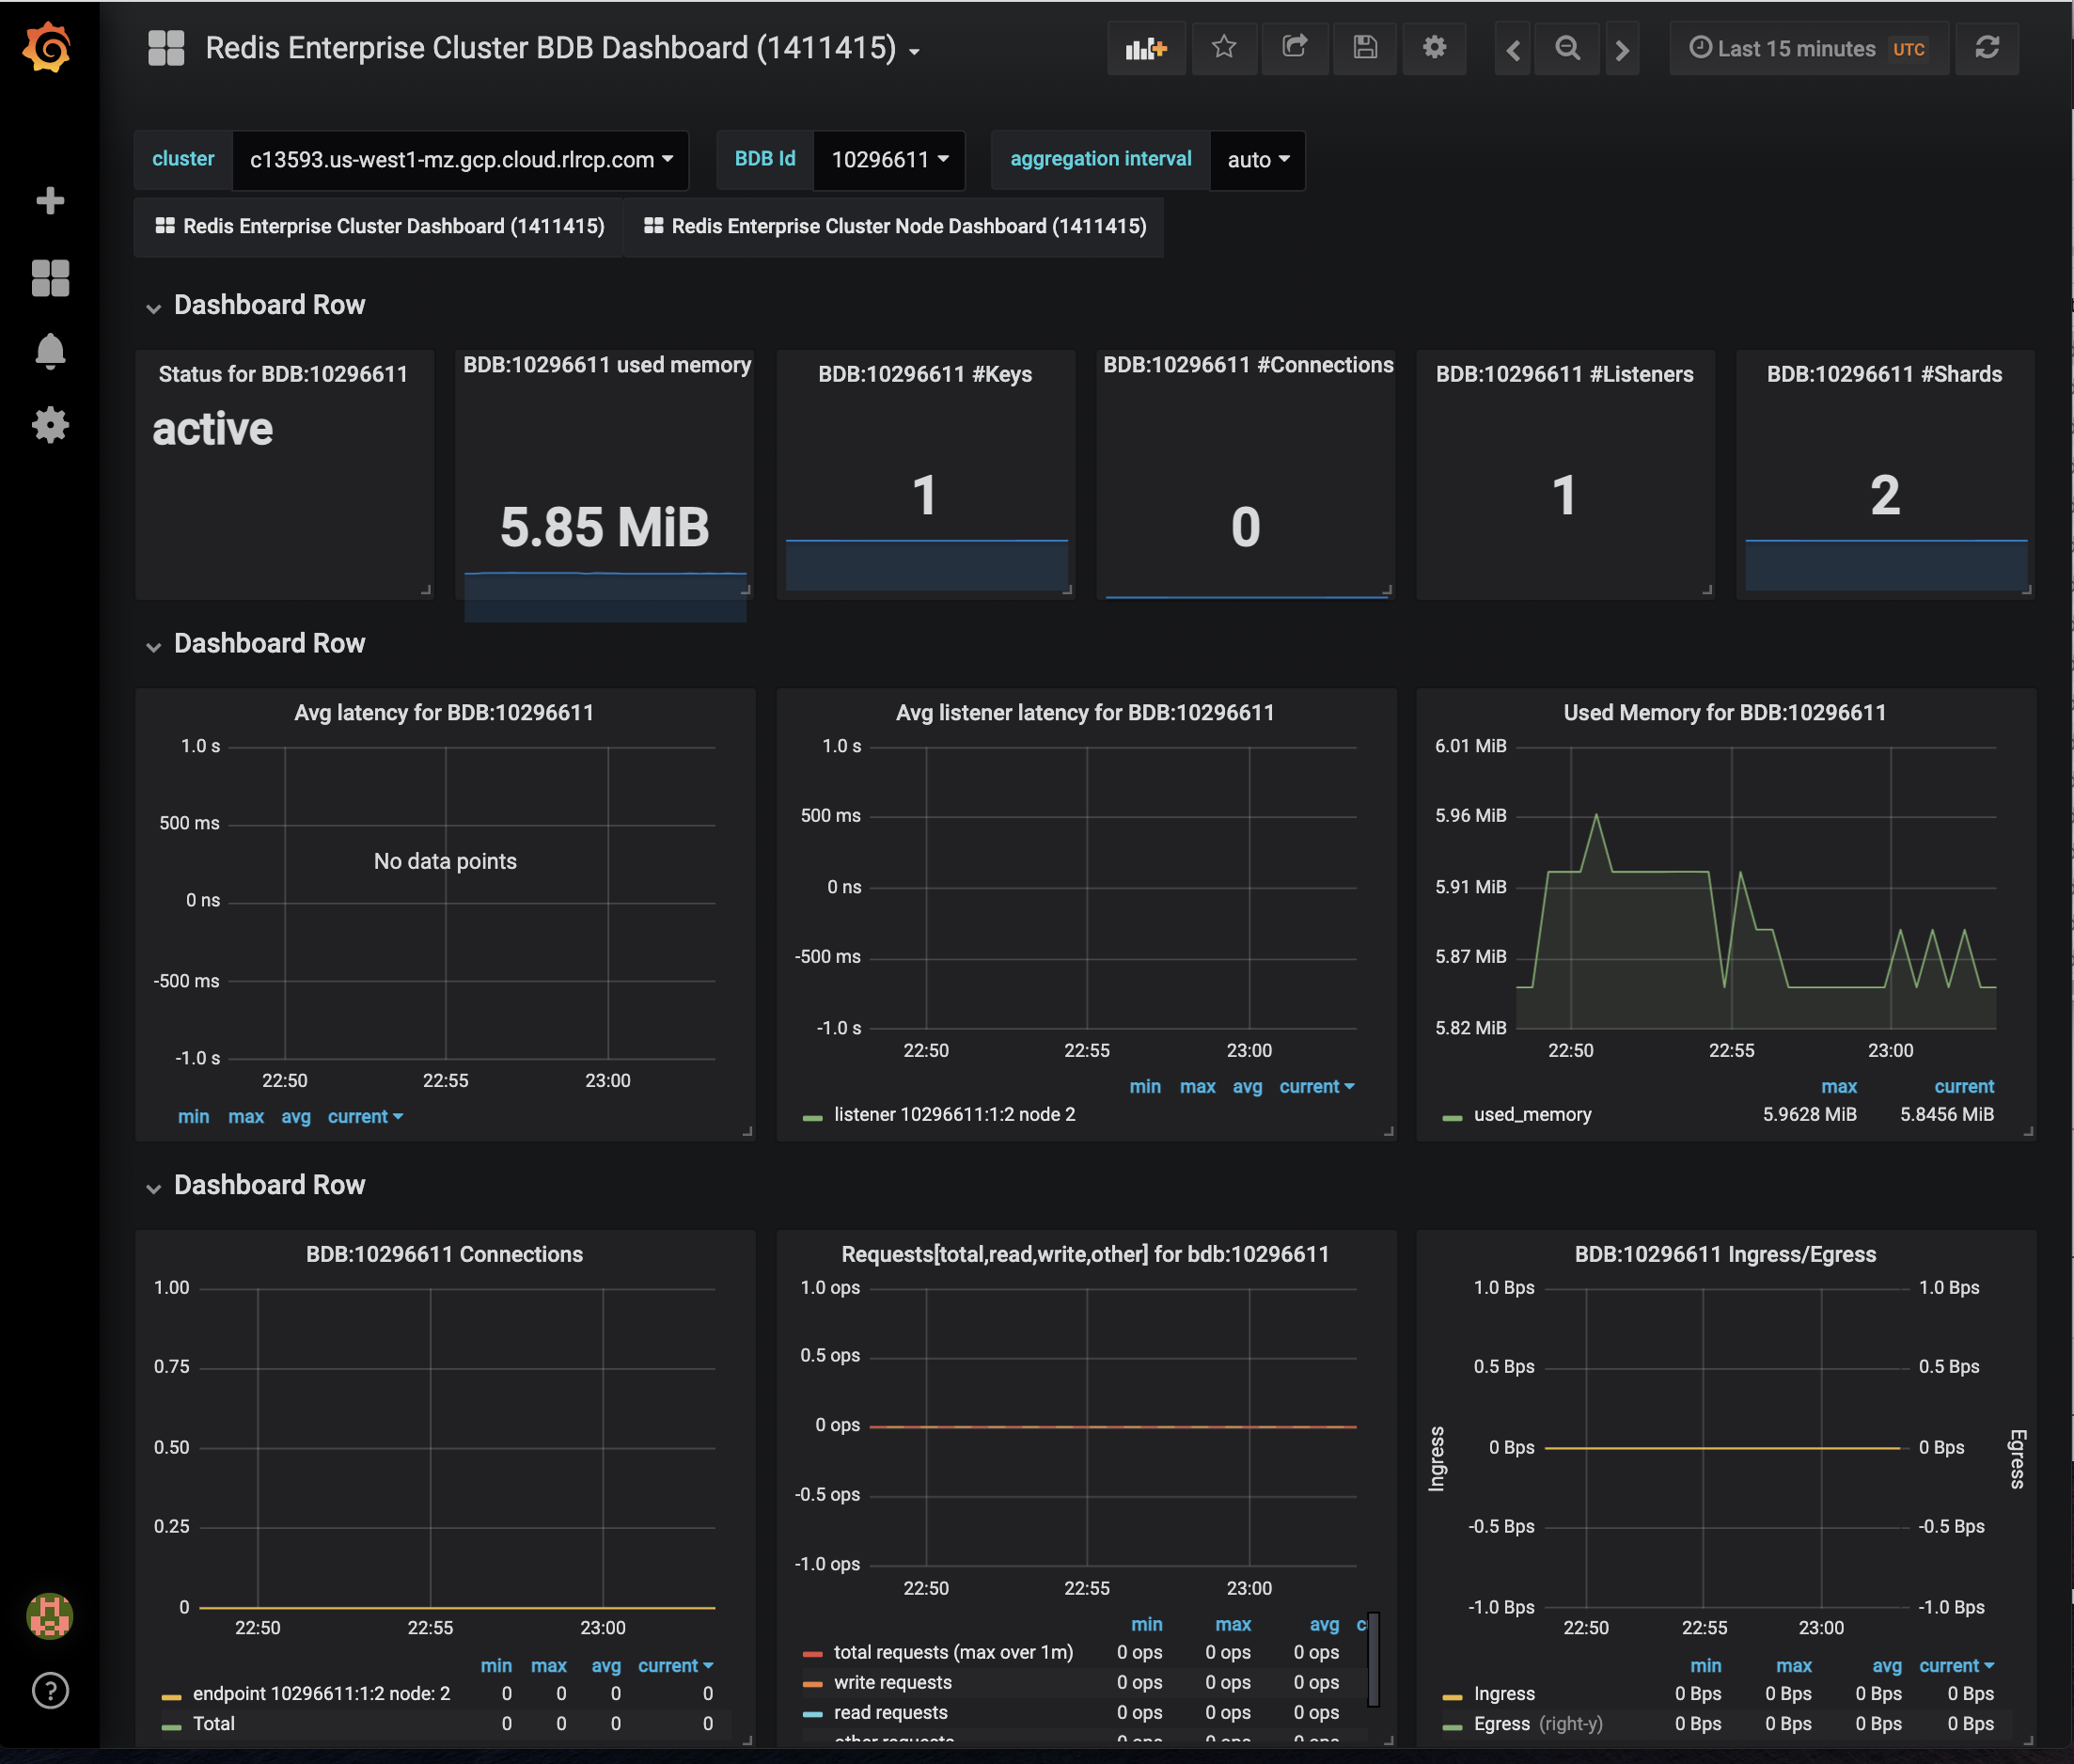 Redis Enterprise Cluster BDB Dashboard (1411415)
Last 15 minutes UTC
cluster c13593.us-west1-mz.gcp.cloud.rlrcp.com
BDB Id 10296611
aggregation interval auto
Redis Enterprise Cluster Dashboard (1411415)
Redis Enterprise Cluster Node Dashboard (1411415)
Dashboard Row
Status for BDB:10296611
active
BDB:10296611 used memory
5.85 MiB
BDB:10296611 #Keys
1
BDB:10296611 #Connections
0
BDB:10296611 #Listeners
1
BDB:10296611 #Shards
2
Dashboard Row
Avg latency for BDB:10296611
1.0 s
500 ms
No data points
0 ns
-500 ms
-1.0 s
22:50 22:55 23:00
min max avg current
Avg listener latency for BDB:10296611
1.0 s
500 ms
0 ns
-500 ms
-1.0 s
22:50 22:55 23:00
min max avg current
listener 10296611:1:2 node 2
Used Memory for BDB:10296611
6.01 MiB
5.96 MiB
5.91 MiB
5.87 MiB
5.82 MiB
22:50 22:55 23:00
max current
used_memory 5.9628 MiB 5.8456 MiB
Dashboard Row
BDB:10296611 Connections
1.00
0.75
0.50
0.25
0
22:50 22:55 23:00
min max avg current
endpoint 10296611:1:2 node: 2 0 0 0 0
Total 0 0 0 0
Requests[total,read,write,other] for bdb:10296611
1.0 ops
0.5 ops
0 ops
-0.5 ops
-1.0 ops
22:50 22:55 23:00
min max avg c
total requests (max over 1m) 0 ops 0 ops 0 ops
write requests 0 ops 0 ops 0 ops
read requests 0 ops 0 ops 0 ops
other requests 0 ops 0 ops 0 ops
BDB:10296611 Ingress/Egress
1.0 Bps 1.0 Bps
0.5 Bps 0.5 Bps
0 Bps 0 Bps
-0.5 Bps -0.5 Bps
-1.0 Bps -1.0 Bps
Ingress
Egress
22:50 22:55 23:00
min max avg current
Ingress 0 Bps 0 Bps 0 Bps 0 Bps
Egress (right-y) 0 Bps 0 Bps 0 Bps 0 Bps